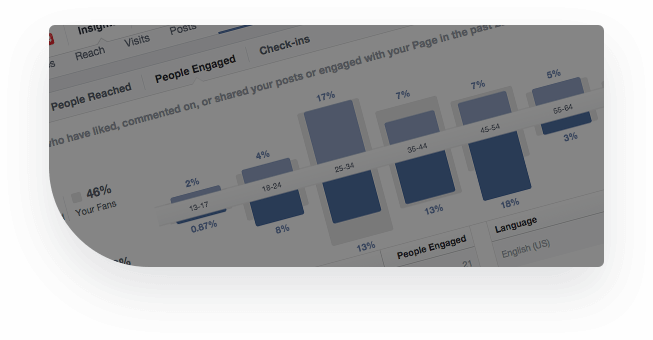 Reach Visits Posts
People Reached People Engaged Check-ins
who have liked, commented on, or shared your posts or engaged with your Page in the past
17% 7% 7% 5%
46% 2% 4%
Your Fans
13-17 18-24 25-34 35-44 45-54 55-64
0.87% 8% 13% 13% 18% 3%
People Engaged Language
21 English (US)